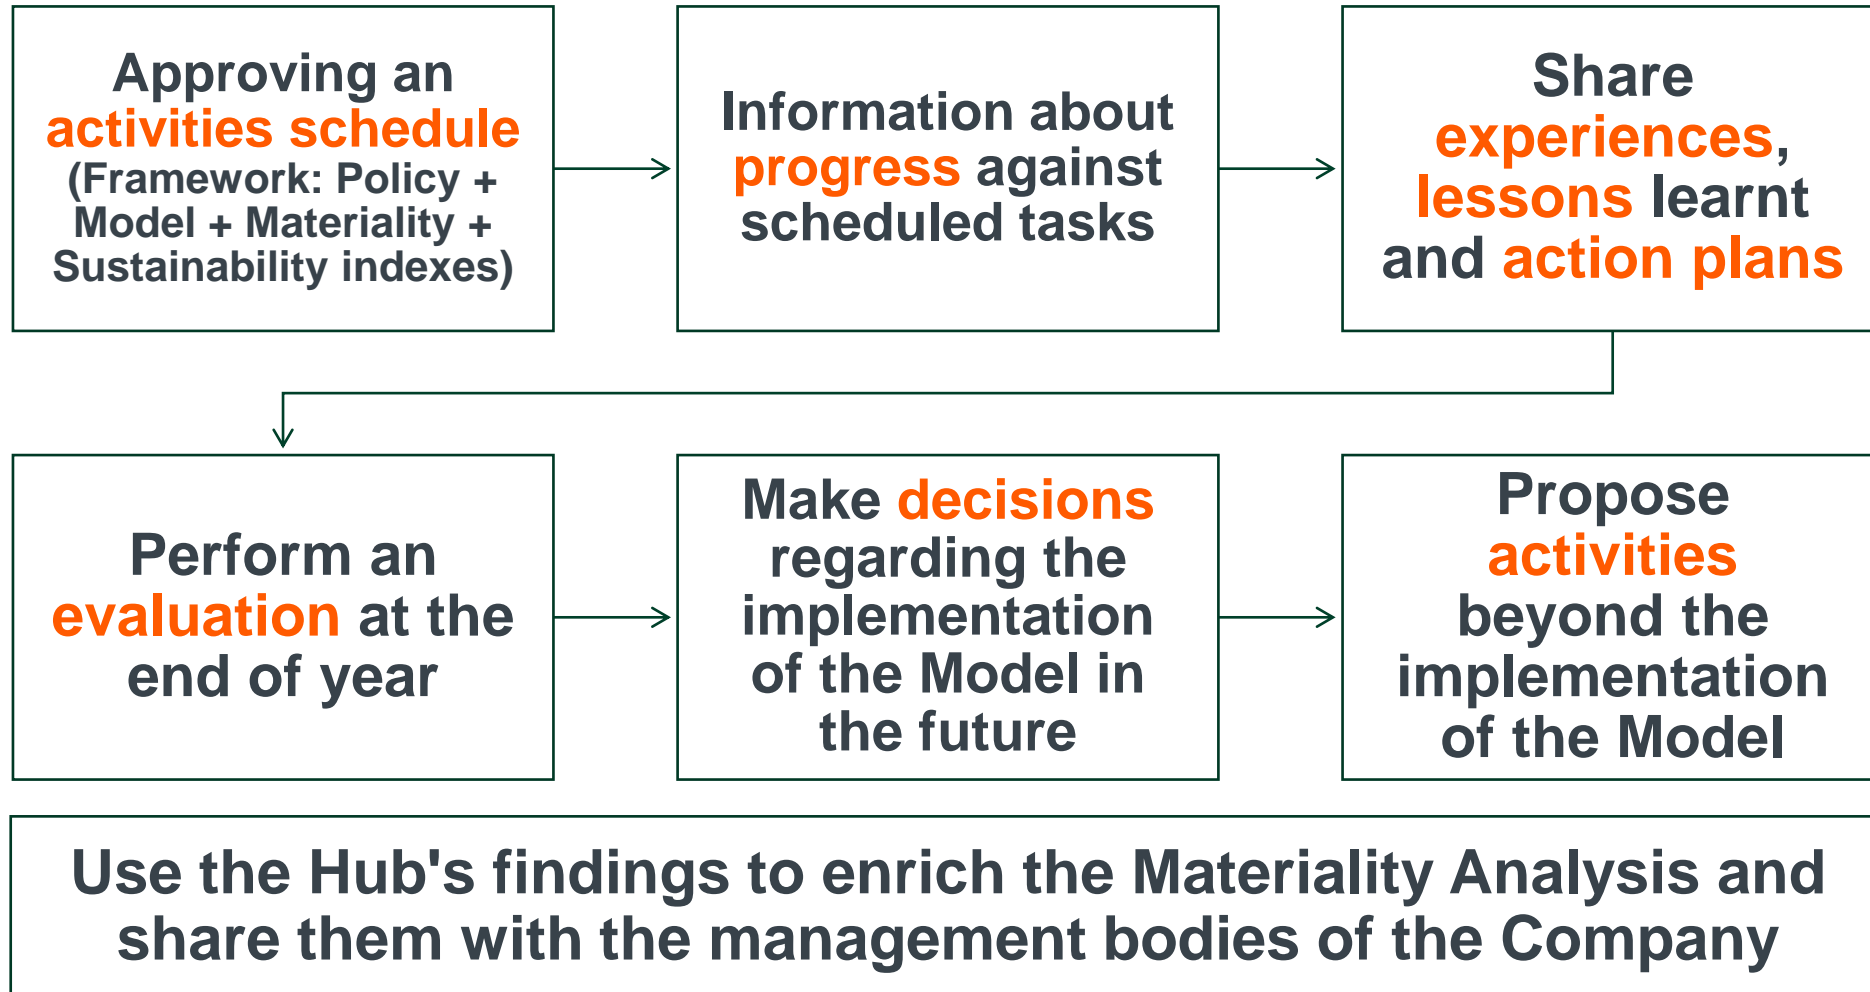 Approving an
activities schedule
(Framework: Policy +
Model + Materiality +
Sustainability indexes)
Information about
progress against
scheduled tasks
Share
experiences,
lessons learnt
and action plans
Perform an
evaluation at the
end of year
Make decisions
regarding the
implementation
of the Model in
the future
Propose
activities
beyond the
implementation
of the Model
Use the Hub's findings to enrich the Materiality Analysis and
share them with the management bodies of the Company